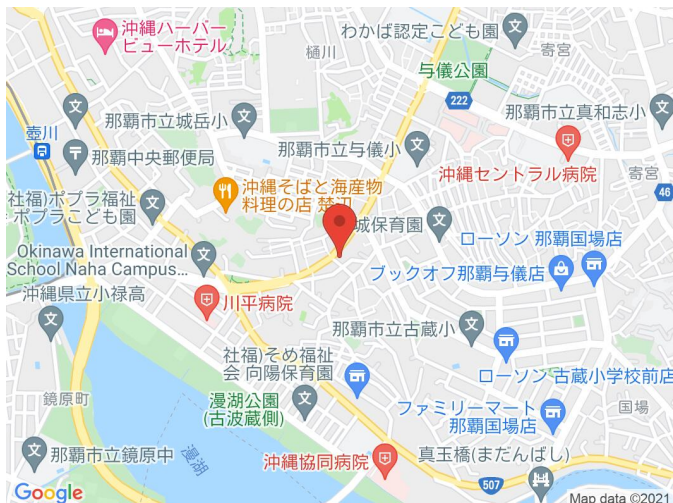 沖縄ハーバー
ビューホテル
樋川
わかば認定こども園
寄宮
与儀公園
222
那覇市立城岳小
那覇市立真和志小
壺川
那覇中央郵便局
那覇市立与儀小
沖縄セントラル病院
寄宮
46
社福)ポプラ福祉
ポプラこども園
沖縄そばと海産物
料理の店 楚辺
城保育園
ローソン 那覇国場店
Okinawa International
School Naha Campus...
ブックオフ那覇与儀店
沖縄県立小禄高
川平病院
那覇市立古蔵小
社福)そめ福祉
会 向陽保育園
ローソン 古蔵小学校前店
鏡原町
漫湖公園
(古波蔵側)
ファミリーマート
那覇国場店
国場
漫湖
那覇市立鏡原中
沖縄協同病院
真玉橋(まだんばし)
507
Google
Map data ©2021